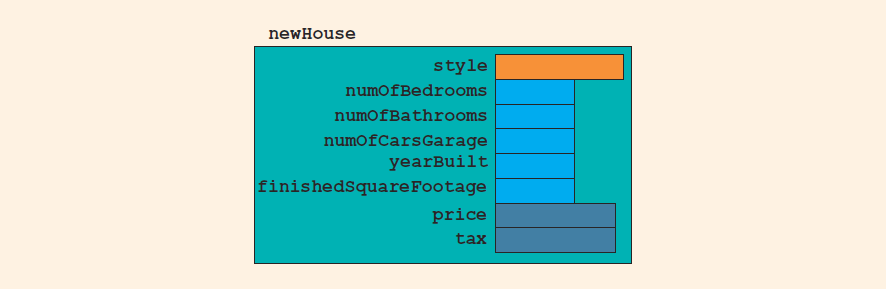 newHouse
style
numOfBedrooms
numOfBathrooms
numOfCarsGarage
yearBuilt
finishedSquareFootage
price
tax